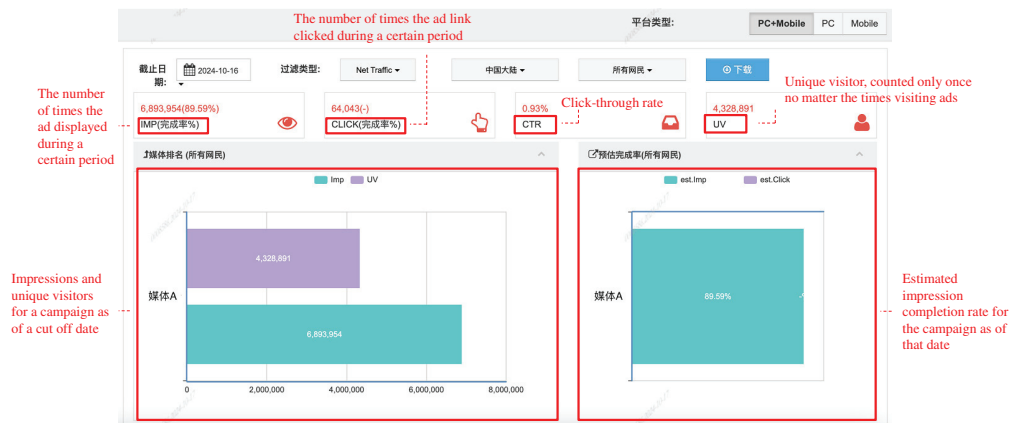 The number of times the ad link
clicked during a certain period
平台类型:
PC+Mobile PC Mobile
截止日
期:
2024-10-16
过滤类型:
Net Traffic
中国大陆
所有网民
下载
The number
of times the
ad displayed
during a
certain period
6,893,954(89.59%)
IMP(完成率%)
64,043(-)
CLICK(完成率%)
0.93%
CTR
Click-through rate
4,328,891
UV
Unique visitor, counted only once
no matter the times visiting ads
媒体排名 (所有网民)
预估完成率(所有网民)
Imp UV
est.Imp est.Click
4,328,891
媒体A
6,893,954
0 2,000,000 4,000,000 6,000,000 8,000,000
媒体A
89.59%
Impressions and
unique visitors
for a campaign as
of a cut off date
Estimated
impression
completion rate for
the campaign as of
that date